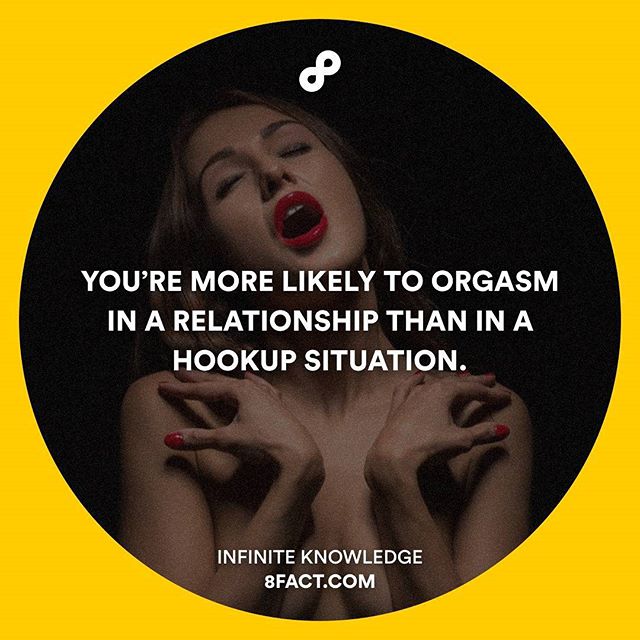 YOU'RE MORE LIKELY TO ORGASM
IN A RELATIONSHIP THAN IN A
HOOKUP SITUATION.
INFINITE KNOWLEDGE
8FACT.COM